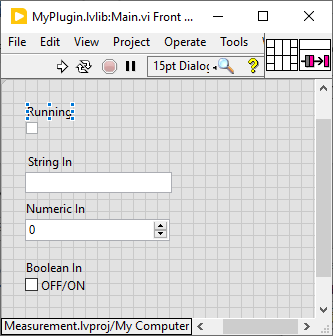 MyPlugin.lvlib:Main.vi Front ...
File Edit View Project Operate Tools
15pt Dialog
Running
String In
Numeric In
0
Boolean In
OFF/ON
Measurement.lvproj/My Computer